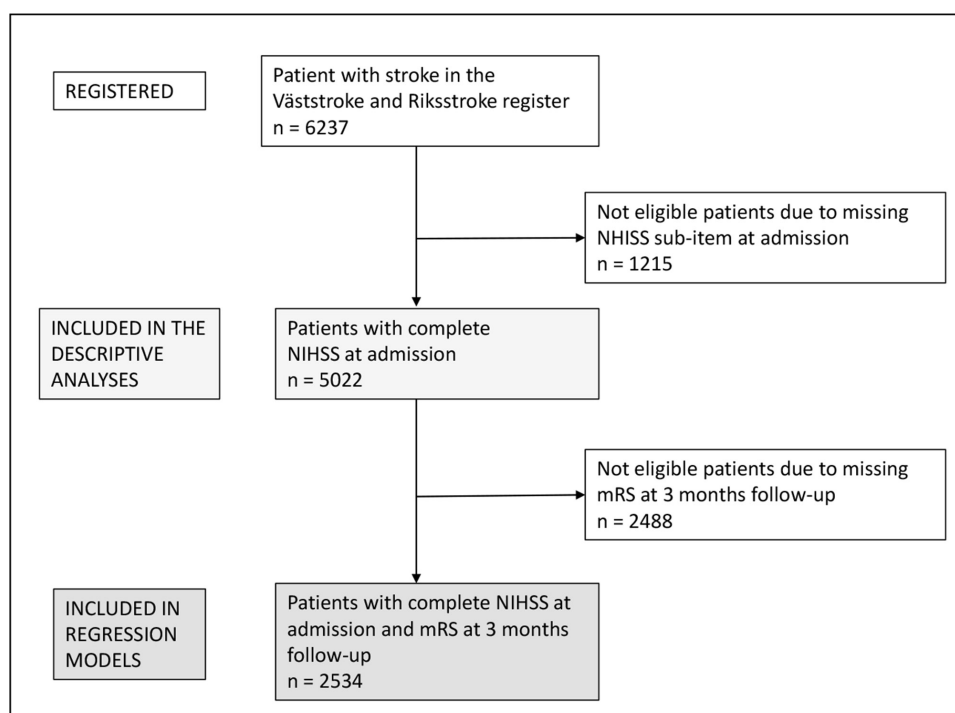 REGISTERED
Patient with stroke in the
Väststroke and Riksstroke register
n = 6237
Not eligible patients due to missing
NHISS sub-item at admission
n = 1215
INCLUDED IN THE
DESCRIPTIVE
ANALYSES
Patients with complete
NIHSS at admission
n = 5022
Not eligible patients due to missing
mRS at 3 months follow-up
n = 2488
INCLUDED IN
REGRESSION
MODELS
Patients with complete NIHSS at
admission and mRS at 3 months
follow-up
n = 2534